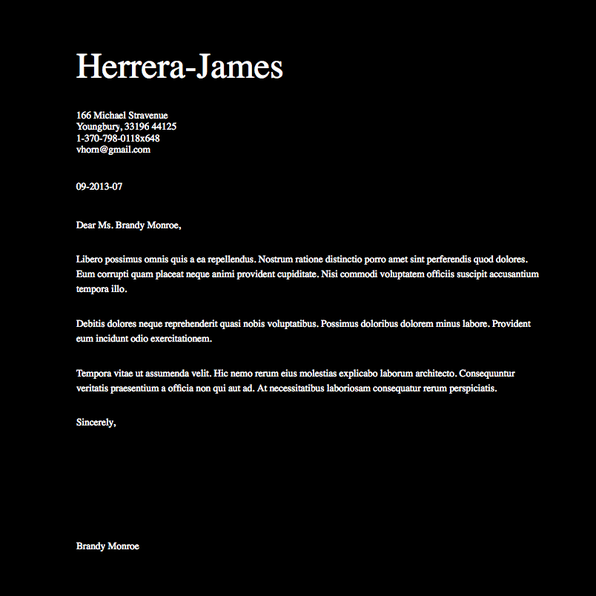 Herrera-James
166 Michael Stravenue
Youngbury, 33196 44125
1-370-798-0118x648
vhorn@gmail.com
09-2013-07
Dear Ms. Brandy Monroe,
Libero possimus omnis quis a ea repellendus. Nostrum ratione distinctio porro amet sint perferendis quod dolores.
Eum corrupti quam placeat neque animi provident cupiditate. Nisi commodi voluptatem officiis suscipit accusantium
tempora illo.
Debitis dolores neque reprehenderit quasi nobis voluptatibus. Possimus doloribus dolorem minus labore. Provident
eum incidunt odio exercitationem.
Tempora vitae ut assumenda velit. Hic nemo rerum eius molestias explicabo laborum architecto. Consequuntur
veritatis praesentium a officia non qui aut ad. At necessitatibus laboriosam consequatur rerum perspiciatis.
Sincerely,
Brandy Monroe